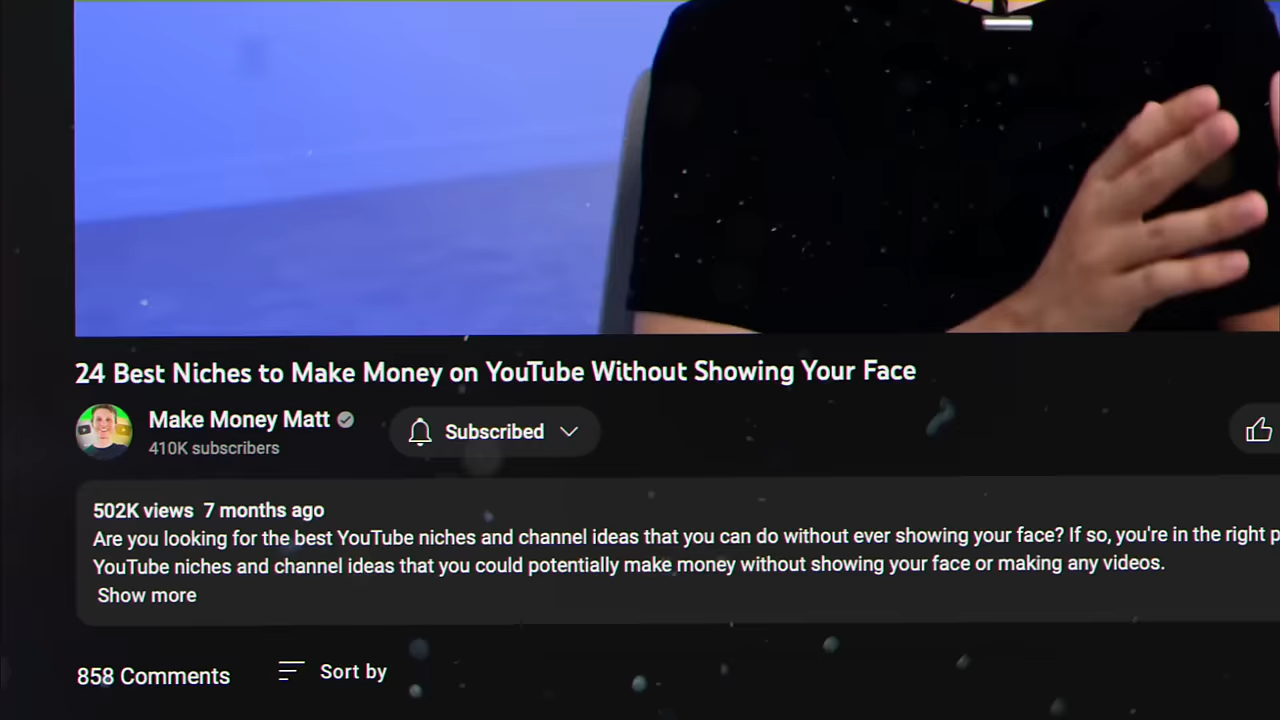 24 Best Niches to Make Money on YouTube Without Showing Your Face
Make Money Matt
410K subscribers
Subscribed
502K views 7 months ago
Are you looking for the best YouTube niches and channel ideas that you can do without ever showing your face? If so, you're in the right p
YouTube niches and channel ideas that you could potentially make money without showing your face or making any videos.
Show more
858 Comments
Sort by